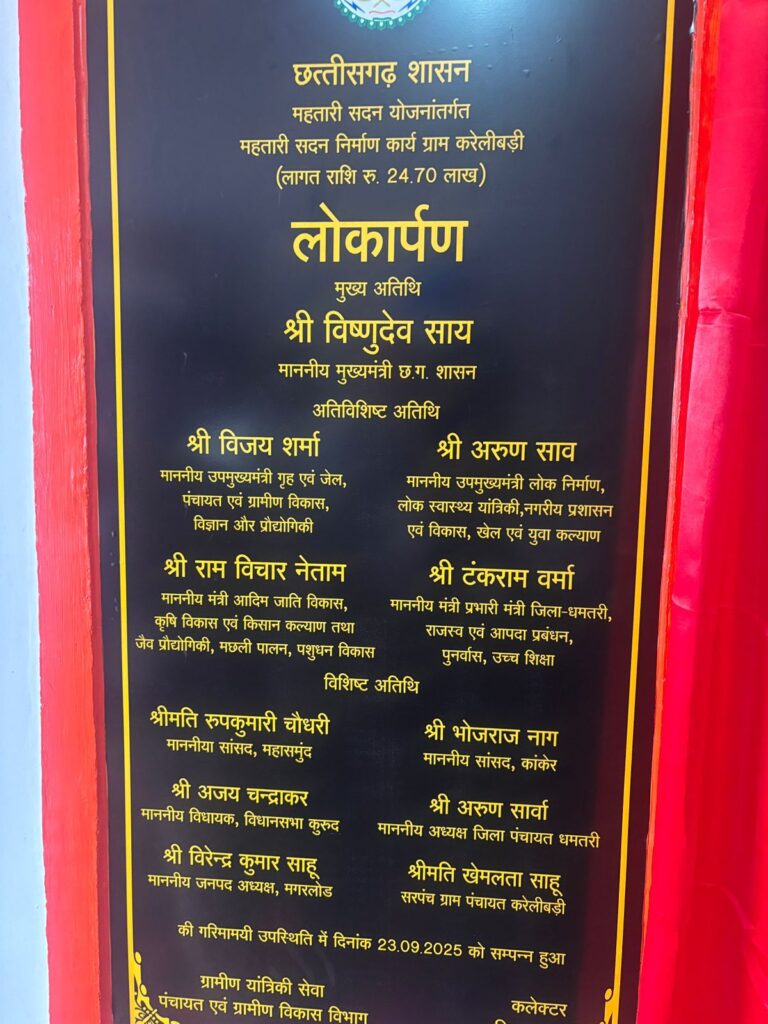 छत्तीसगढ़ शासन
महतारी सदन योजनांतर्गत
महतारी सदन निर्माण कार्य ग्राम करेलीबड़ी
(लागत राशि रु. 24.70 लाख)
लोकार्पण
मुख्य अतिथि
श्री विष्णुदेव साय
माननीय मुख्यमंत्री छ.ग. शासन
अतिविशिष्ट अतिथि
श्री विजय शर्मा
माननीय उपमुख्यमंत्री गृह एवं जेल,
पंचायत एवं ग्रामीण विकास,
विज्ञान और प्रौद्योगिकी
श्री अरुण साव
माननीय उपमुख्यमंत्री लोक निर्माण,
लोक स्वास्थ्य यांत्रिकी,नगरीय प्रशासन
एवं विकास, खेल एवं युवा कल्याण
श्री राम विचार नेताम
माननीय मंत्री आदिम जाति विकास,
कृषि विकास एवं किसान कल्याण तथा
जैव प्रौद्योगिकी, मछली पालन, पशुधन विकास
श्री टंकराम वर्मा
माननीय मंत्री प्रभारी मंत्री जिला-धमतरी,
राजस्व एवं आपदा प्रबंधन,
पुनर्वास, उच्च शिक्षा
विशिष्ट अतिथि
श्रीमति रुपकुमारी चौधरी
माननीया सांसद, महासमुंद
श्री भोजराज नाग
माननीय सांसद, कांकेर
श्री अजय चन्द्राकर
माननीय विधायक, विधानसभा कुरुद
श्री अरुण सार्वा
माननीय अध्यक्ष जिला पंचायत धमतरी
श्री विरेन्द्र कुमार साहू
माननीय जनपद अध्यक्ष, मगरलोड
श्रीमति खेमलता साहू
सरपंच ग्राम पंचायत करेलीबड़ी
की गरिमामयी उपस्थिति में दिनांक 23.09.2025 को सम्पन्न हुआ
ग्रामीण यांत्रिकी सेवा
पंचायत एवं ग्रामीण विकास विभाग
कलेक्टर